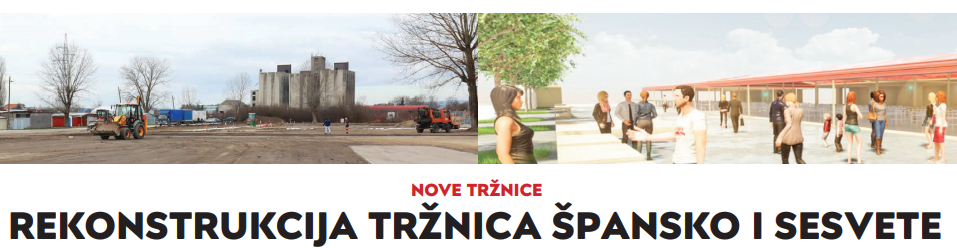 NOVE TRŽNICE
REKONSTRUKCIJA TRŽNICA ŠPANSKO I SESVETE